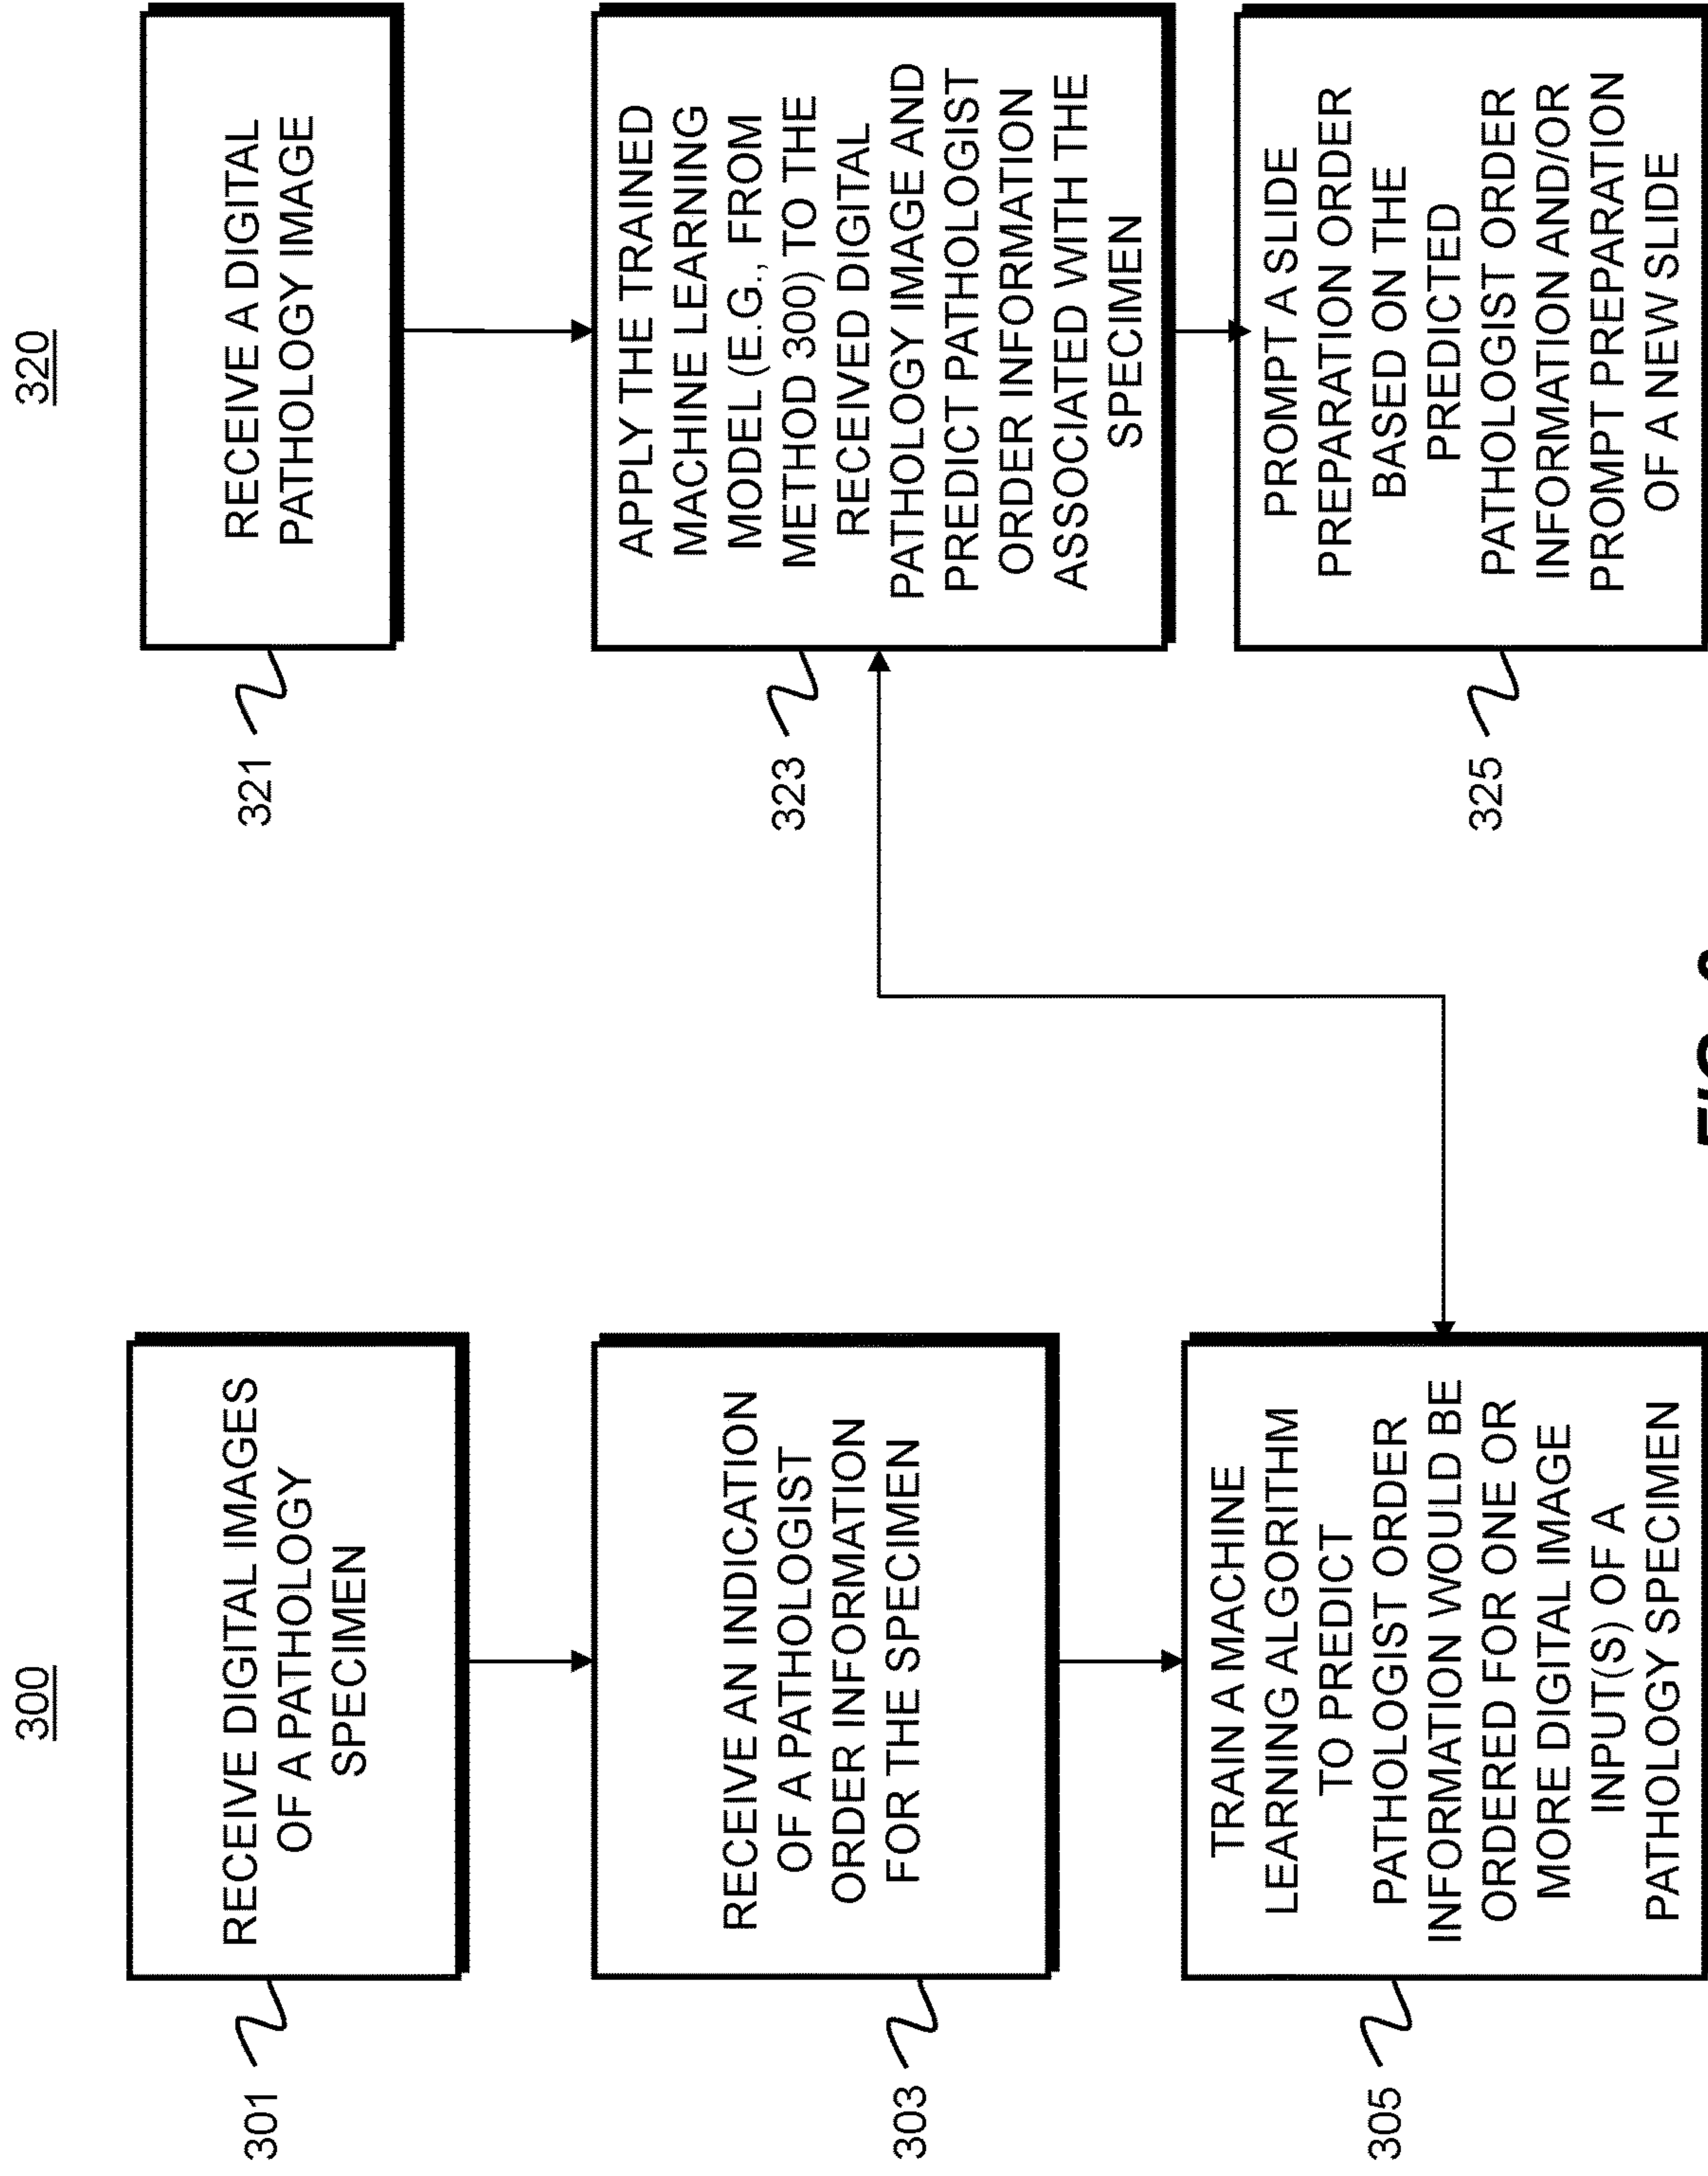 300
301
RECEIVE DIGITAL IMAGES
OF A PATHOLOGY
SPECIMEN
303
RECEIVE AN INDICATION
OF A PATHOLOGIST
ORDER INFORMATION
FOR THE SPECIMEN
305
TRAIN A MACHINE
LEARNING ALGORITHM
TO PREDICT
PATHOLOGIST ORDER
INFORMATION WOULD BE
ORDERED FOR ONE OR
MORE DIGITAL IMAGE
INPUT(S) OF A
PATHOLOGY SPECIMEN
320
321
RECEIVE A DIGITAL
PATHOLOGY IMAGE
323
APPLY THE TRAINED
MACHINE LEARNING
MODEL (E.G., FROM
METHOD 300) TO THE
RECEIVED DIGITAL
PATHOLOGY IMAGE AND
PREDICT PATHOLOGIST
ORDER INFORMATION
ASSOCIATED WITH THE
SPECIMEN
325
PROMPT A SLIDE
PREPARATION ORDER
BASED ON THE
PREDICTED
PATHOLOGIST ORDER
INFORMATION AND/OR
PROMPT PREPARATION
OF A NEW SLIDE